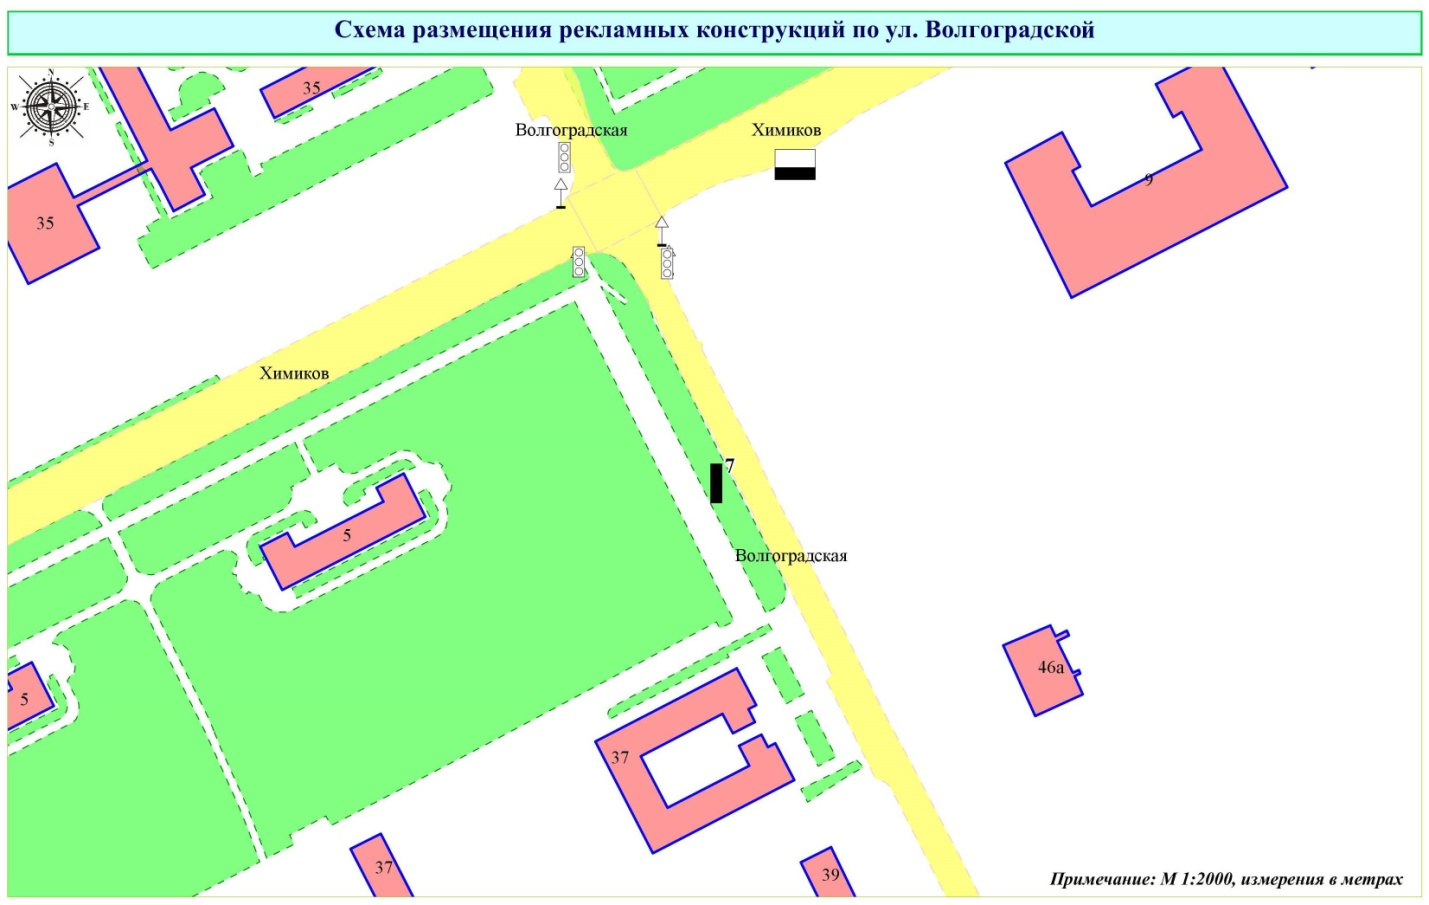 Схема размещения рекламных конструкций по ул. Волгоградской
N
W E
S
35
35
Волгоградская
Химиков
9
Химиков
7
5
Волгоградская
5
46а
37
37
39
Примечание: М 1:2000, измерения в метрах